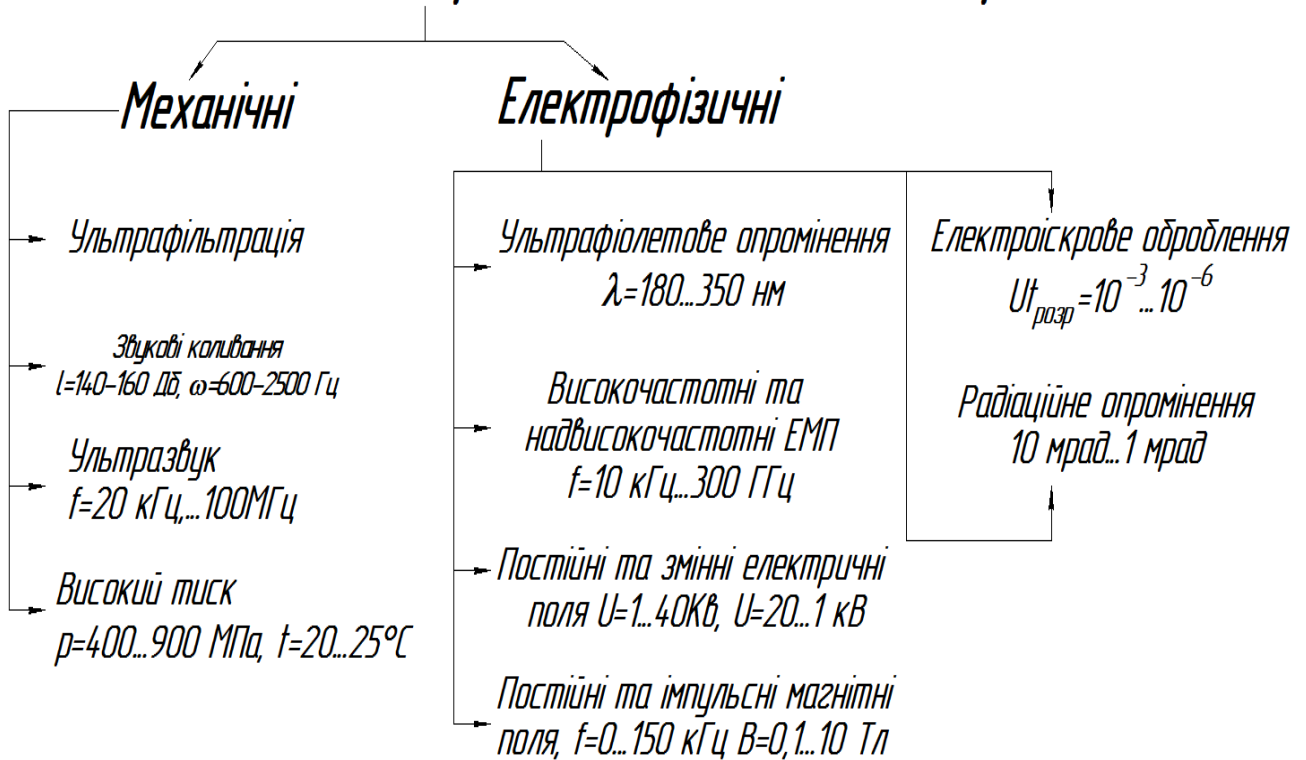 Механічні
Електрофізичні
Ультрафільтрація
Звукові коливання
l=140-160 Дб, ω=600-2500 Гц
Ультразвук
f=20 кГц,...100МГц
Високий тиск
p=400...900 МПа, t=20...25°C
Ультрафіолетове опромінення
λ=180...350 нм
Високочастотні та
надвисокочастотні ЕМП
f=10 кГц...300 ГГц
Постійні та змінні електричні
поля U=1...40Кв, U=20...1 кВ
Постійні та імпульсні магнітні
поля, f=0...150 кГц B=0,1...10 Тл
Електроіскрове оброблення
Ut розр =10⁻³...10⁻⁶
Радіаційне опромінення
10 мрад...1 мрад